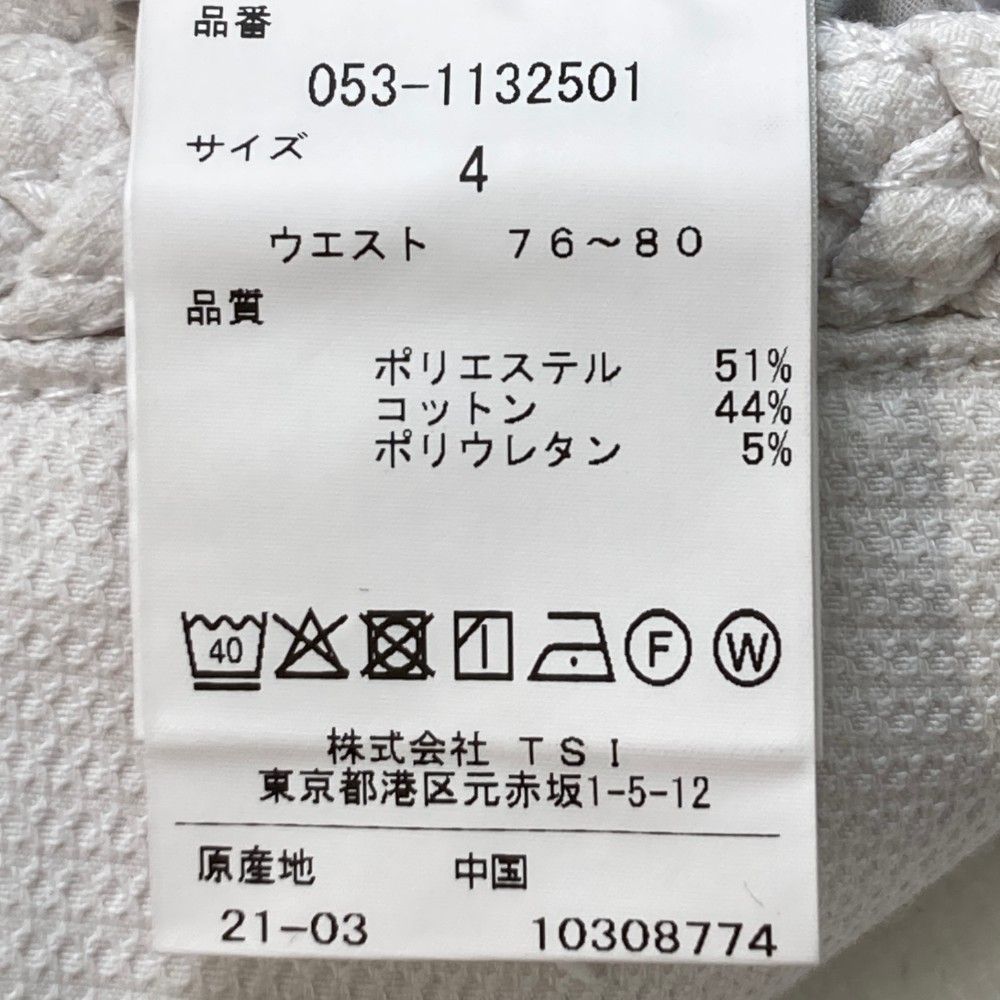 品番
053-1132501
サイズ
4
ウエスト 76〜80
品質
ポリエステル 51%
コットン 44%
ポリウレタン 5%
40 F W
株式会社 TSI
東京都港区元赤坂1-5-12
原産地 中国
21-03 10308774